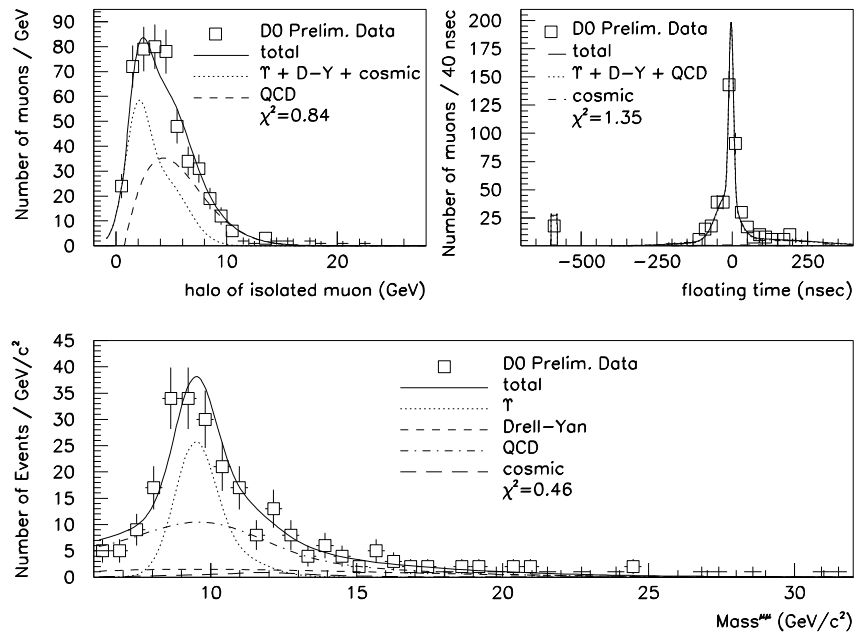 Number of muons / GeV
90
80
70
60
50
40
30
20
10
0
0
10
20
halo of isolated muon (GeV)
D0 Prelim. Data
total
ϒ + D–Y + cosmic
QCD
χ²=0.84
Number of muons / 40 nsec
200
175
150
125
100
75
50
25
−500
−250
0
250
floating time (nsec)
D0 Prelim. Data
total
ϒ + D–Y + QCD
cosmic
χ²=1.35
Number of Events / GeV/c²
45
40
35
30
25
20
15
10
5
0
10
15
20
25
30
Mass^μμ (GeV/c²)
D0 Prelim. Data
total
ϒ
Drell–Yan
QCD
cosmic
χ²=0.46